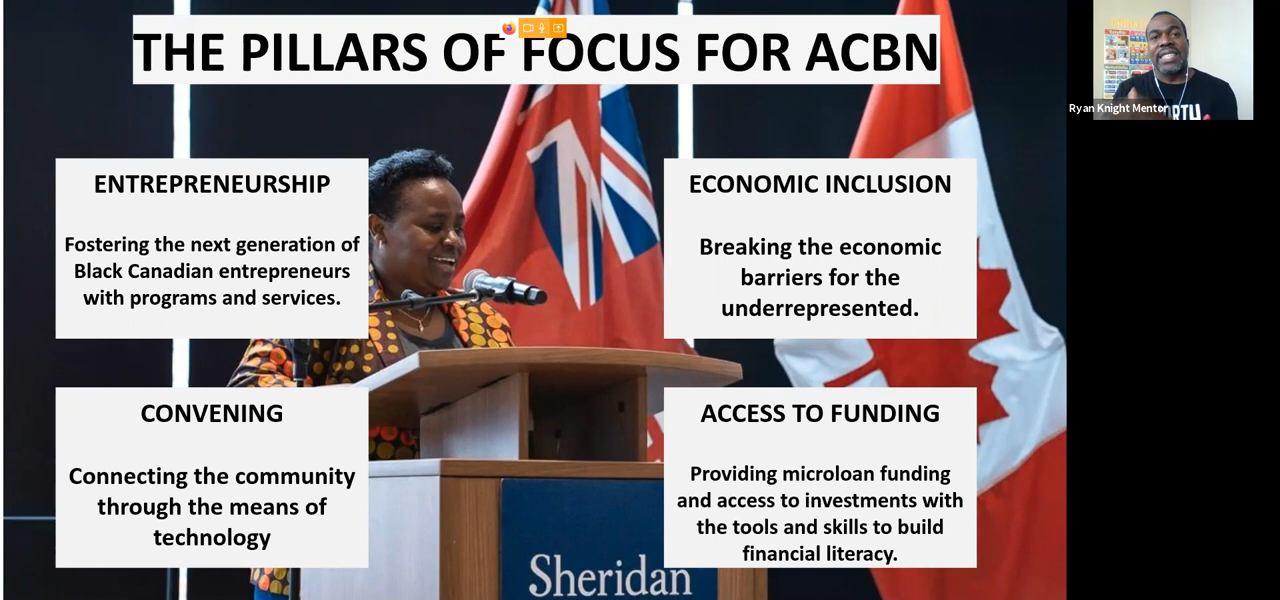 THE PILLARS OF FOCUS FOR ACBN
ENTREPRENEURSHIP
Fostering the next generation of
Black Canadian entrepreneurs
with programs and services.
ECONOMIC INCLUSION
Breaking the economic
barriers for the
underrepresented.
CONVENING
Connecting the community
through the means of
technology
ACCESS TO FUNDING
Providing microloan funding
and access to investments with
the tools and skills to build
financial literacy.
Sheridan
Ryan Knight Mentor